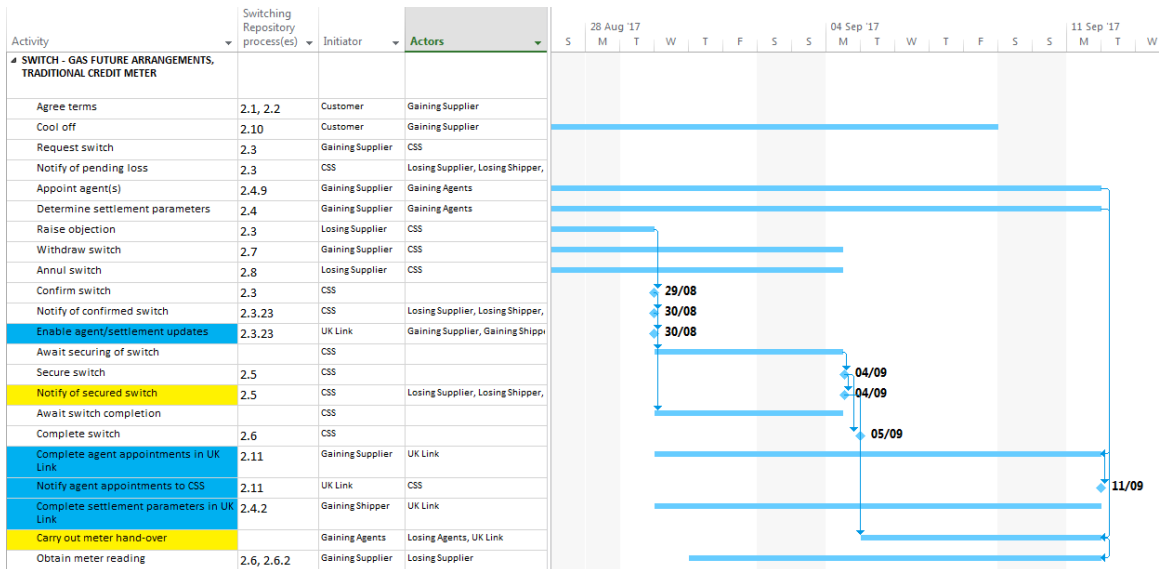 Switching
Repository
Activity process(es) Initiator Actors
28 Aug '17 04 Sep '17 11 Sep '17
S M T W T F S S M T W T F S S M T W
SWITCH - GAS FUTURE ARRANGEMENTS,
TRADITIONAL CREDIT METER
Agree terms 2.1, 2.2 Customer Gaining Supplier
Cool off 2.10 Customer Gaining Supplier
Request switch 2.3 Gaining Supplier CSS
Notify of pending loss 2.3 CSS Losing Supplier, Losing Shipper,
Appoint agent(s) 2.4.9 Gaining Supplier Gaining Agents
Determine settlement parameters 2.4 Gaining Supplier Gaining Agents
Raise objection 2.3 Losing Supplier CSS
Withdraw switch 2.7 Gaining Supplier CSS
Annul switch 2.8 Losing Supplier CSS
Confirm switch 2.3 CSS 29/08
Notify of confirmed switch 2.3.23 CSS Losing Supplier, Losing Shipper, 30/08
Enable agent/settlement updates 2.3.23 UK Link Gaining Supplier, Gaining Shipp 30/08
Await securing of switch CSS
Secure switch 2.5 CSS 04/09
Notify of secured switch 2.5 CSS Losing Supplier, Losing Shipper, 04/09
Await switch completion CSS
Complete switch 2.6 CSS 05/09
Complete agent appointments in UK
Link 2.11 Gaining Supplier UK Link
Notify agent appointments to CSS 2.11 UK Link CSS 11/09
Complete settlement parameters in UK
Link 2.4.2 Gaining Shipper UK Link
Carry out meter hand-over Gaining Agents Losing Agents, UK Link
Obtain meter reading 2.6, 2.6.2 Gaining Supplier Losing Supplier